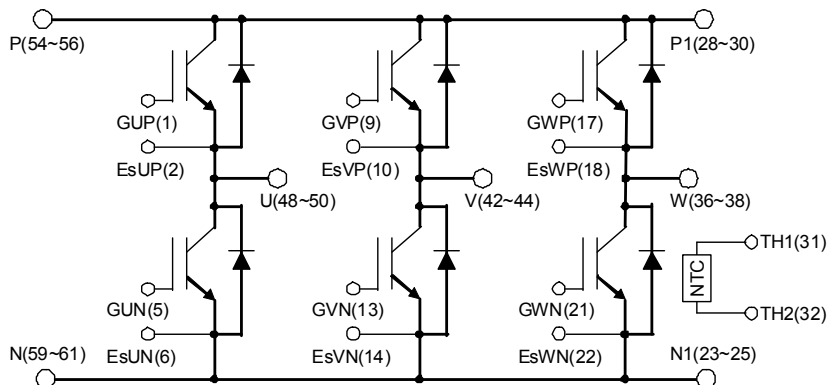 P(54~56)
P1(28~30)
GUP(1)
GVP(9)
GWP(17)
EsUP(2)
EsVP(10)
EsWP(18)
U(48~50)
V(42~44)
W(36~38)
TH1(31)
NTC
GUN(5)
GVN(13)
GWN(21)
TH2(32)
EsUN(6)
EsVN(14)
EsWN(22)
N(59~61)
N1(23~25)